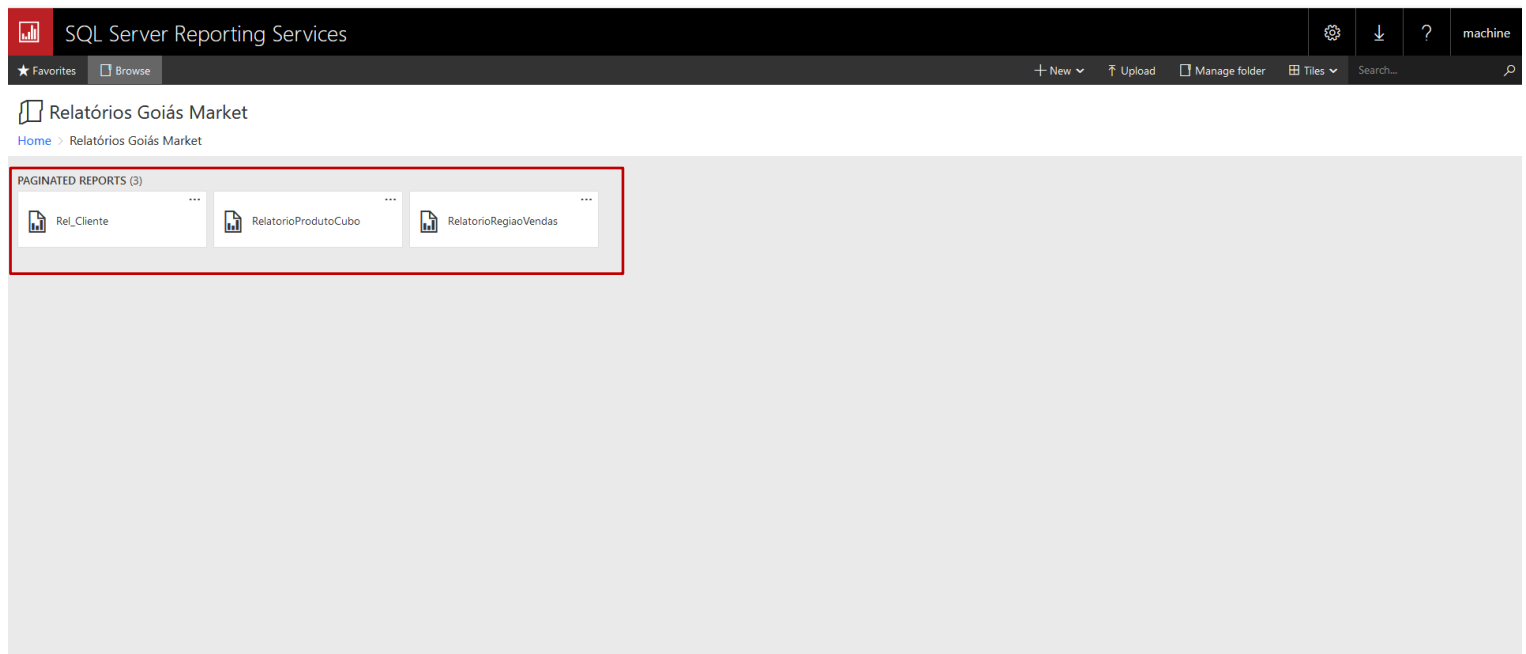 SQL Server Reporting Services
? machine
Favorites Browse
New Upload Manage folder Tiles Search...
Relatórios Goiás Market
Home > Relatórios Goiás Market
PAGINATED REPORTS (3)
Rel_Cliente RelatorioProdutoCubo RelatorioRegiaoVendas